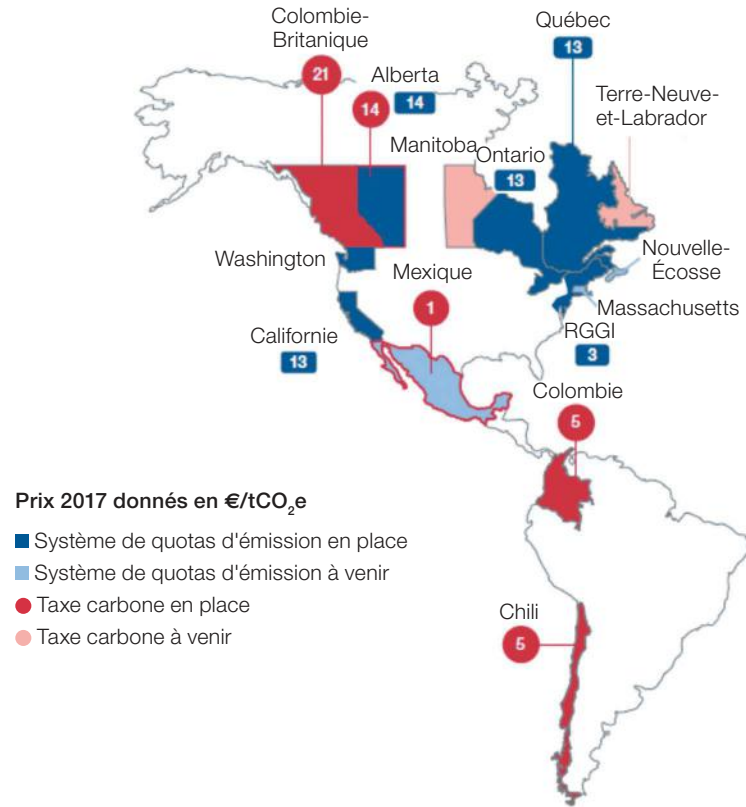 Colombie-
Britanique
21
Alberta
14
14
Québec
13
Terre-Neuve-
et-Labrador
Manitoba
Ontario
13
Washington
Mexique
1
Nouvelle-
Écosse
Massachusetts
Californie
13
RGGI
3
Colombie
5
Prix 2017 donnés en €/tCO₂e
Système de quotas d'émission en place
Système de quotas d'émission à venir
Taxe carbone en place
Taxe carbone à venir
Chili
5